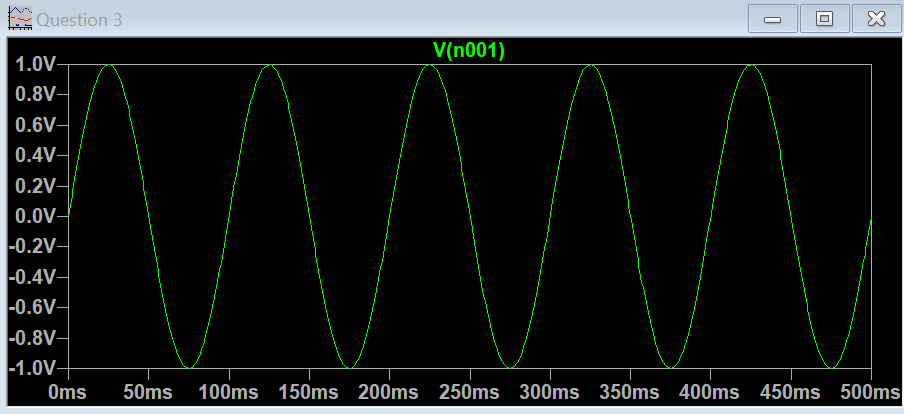 Question 3
V(n001)
1.0V
0.8V
0.6V
0.4V
0.2V
0.0V
-0.2V
-0.4V
-0.6V
-0.8V
-1.0V
0ms 50ms 100ms 150ms 200ms 250ms 300ms 350ms 400ms 450ms 500ms